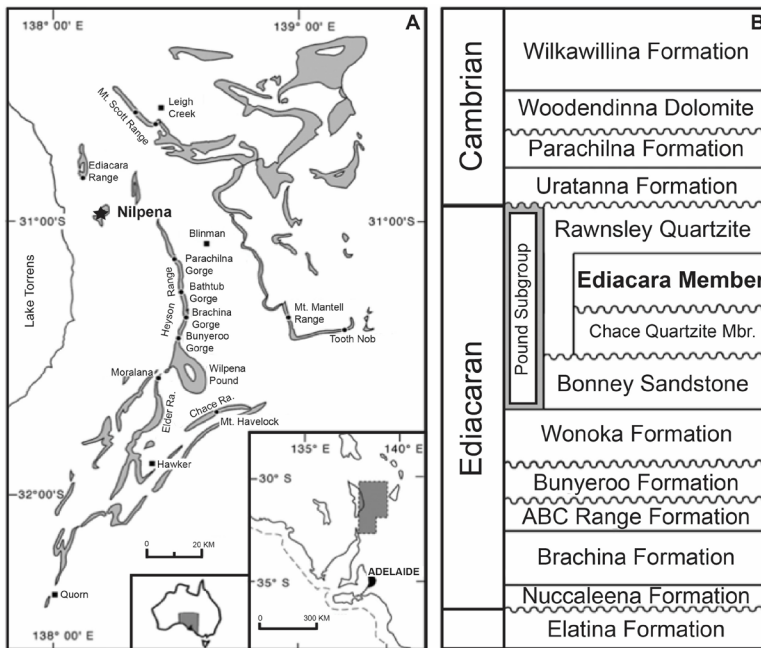 138° 00' E
139° 00' E
A
Mt. Scott Range
Leigh
Creek
Ediacara
Range
Nilpena
31°00'S
Blinman
Lake Torrens
Heyson Range
Parachilna
Gorge
Bathtub
Gorge
Brachina
Gorge
Bunyeroo
Gorge
Mt. Mantell
Range
Tooth Nob
Moralana
Wilpena
Pound
Elder Ra.
Chace Ra.
Mt. Havelock
Hawker
32°00'S
0
20 KM
Quorn
138° 00' E
135° E
140° E
30° S
35° S
ADELAIDE
0
300 KM
B
Cambrian
Wilkawillina Formation
Woodendinna Dolomite
Parachilna Formation
Uratanna Formation
Ediacaran
Pound Subgroup
Rawnsley Quartzite
Ediacara Member
Chace Quartzite Mbr.
Bonney Sandstone
Wonoka Formation
Bunyeroo Formation
ABC Range Formation
Brachina Formation
Nuccaleena Formation
Elatina Formation